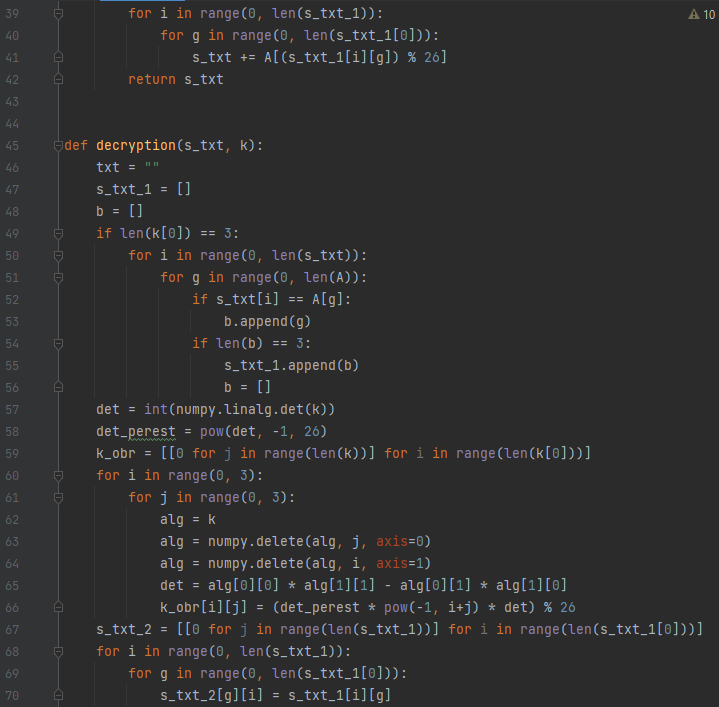 39 for i in range(0, len(s_txt_1)): 10
40 for g in range(0, len(s_txt_1[0])):
41 s_txt += A[(s_txt_1[i][g]) % 26]
42 return s_txt
43
44
45 def decryption(s_txt, k):
46 txt = ""
47 s_txt_1 = []
48 b = []
49 if len(k[0]) == 3:
50 for i in range(0, len(s_txt)):
51 for g in range(0, len(A)):
52 if s_txt[i] == A[g]:
53 b.append(g)
54 if len(b) == 3:
55 s_txt_1.append(b)
56 b = []
57 det = int(numpy.linalg.det(k))
58 det_perest = pow(det, -1, 26)
59 k_obr = [[0 for j in range(len(k))] for i in range(len(k[0]))]
60 for i in range(0, 3):
61 for j in range(0, 3):
62 alg = k
63 alg = numpy.delete(alg, j, axis=0)
64 alg = numpy.delete(alg, i, axis=1)
65 det = alg[0][0] * alg[1][1] - alg[0][1] * alg[1][0]
66 k_obr[i][j] = (det_perest * pow(-1, i+j) * det) % 26
67 s_txt_2 = [[0 for j in range(len(s_txt_1))] for i in range(len(s_txt_1[0]))]
68 for i in range(0, len(s_txt_1)):
69 for g in range(0, len(s_txt_1[0])):
70 s_txt_2[g][i] = s_txt_1[i][g]